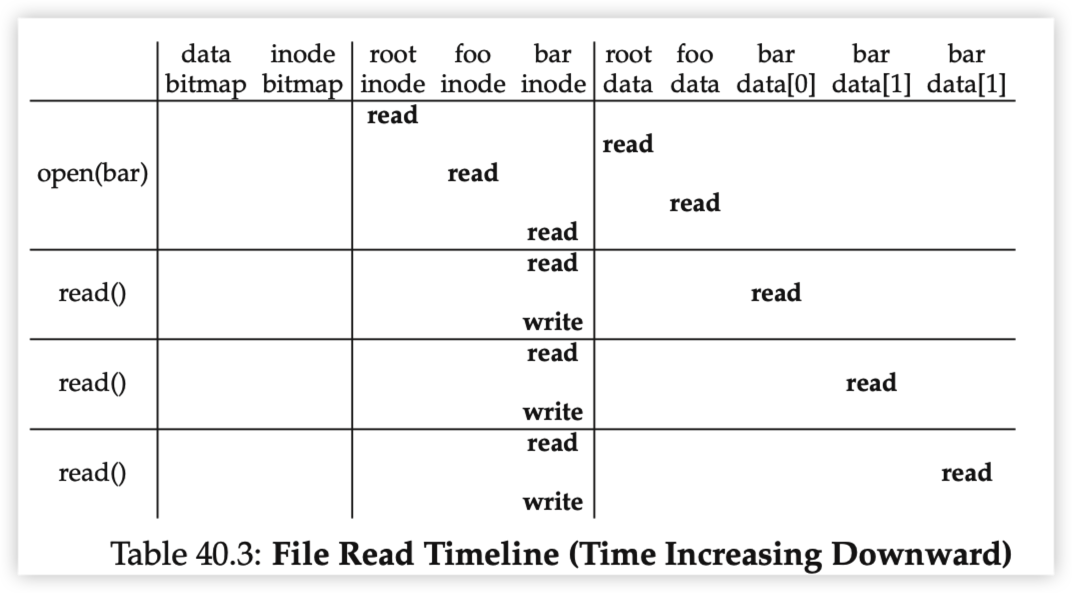 data inode root foo bar root foo bar bar bar
bitmap bitmap inode inode inode data data data[0] data[1] data[1]
read
read
open(bar) read
read
read
read
read() read
write
read
read() read
write
read
read() read
write
Table 40.3: File Read Timeline (Time Increasing Downward)